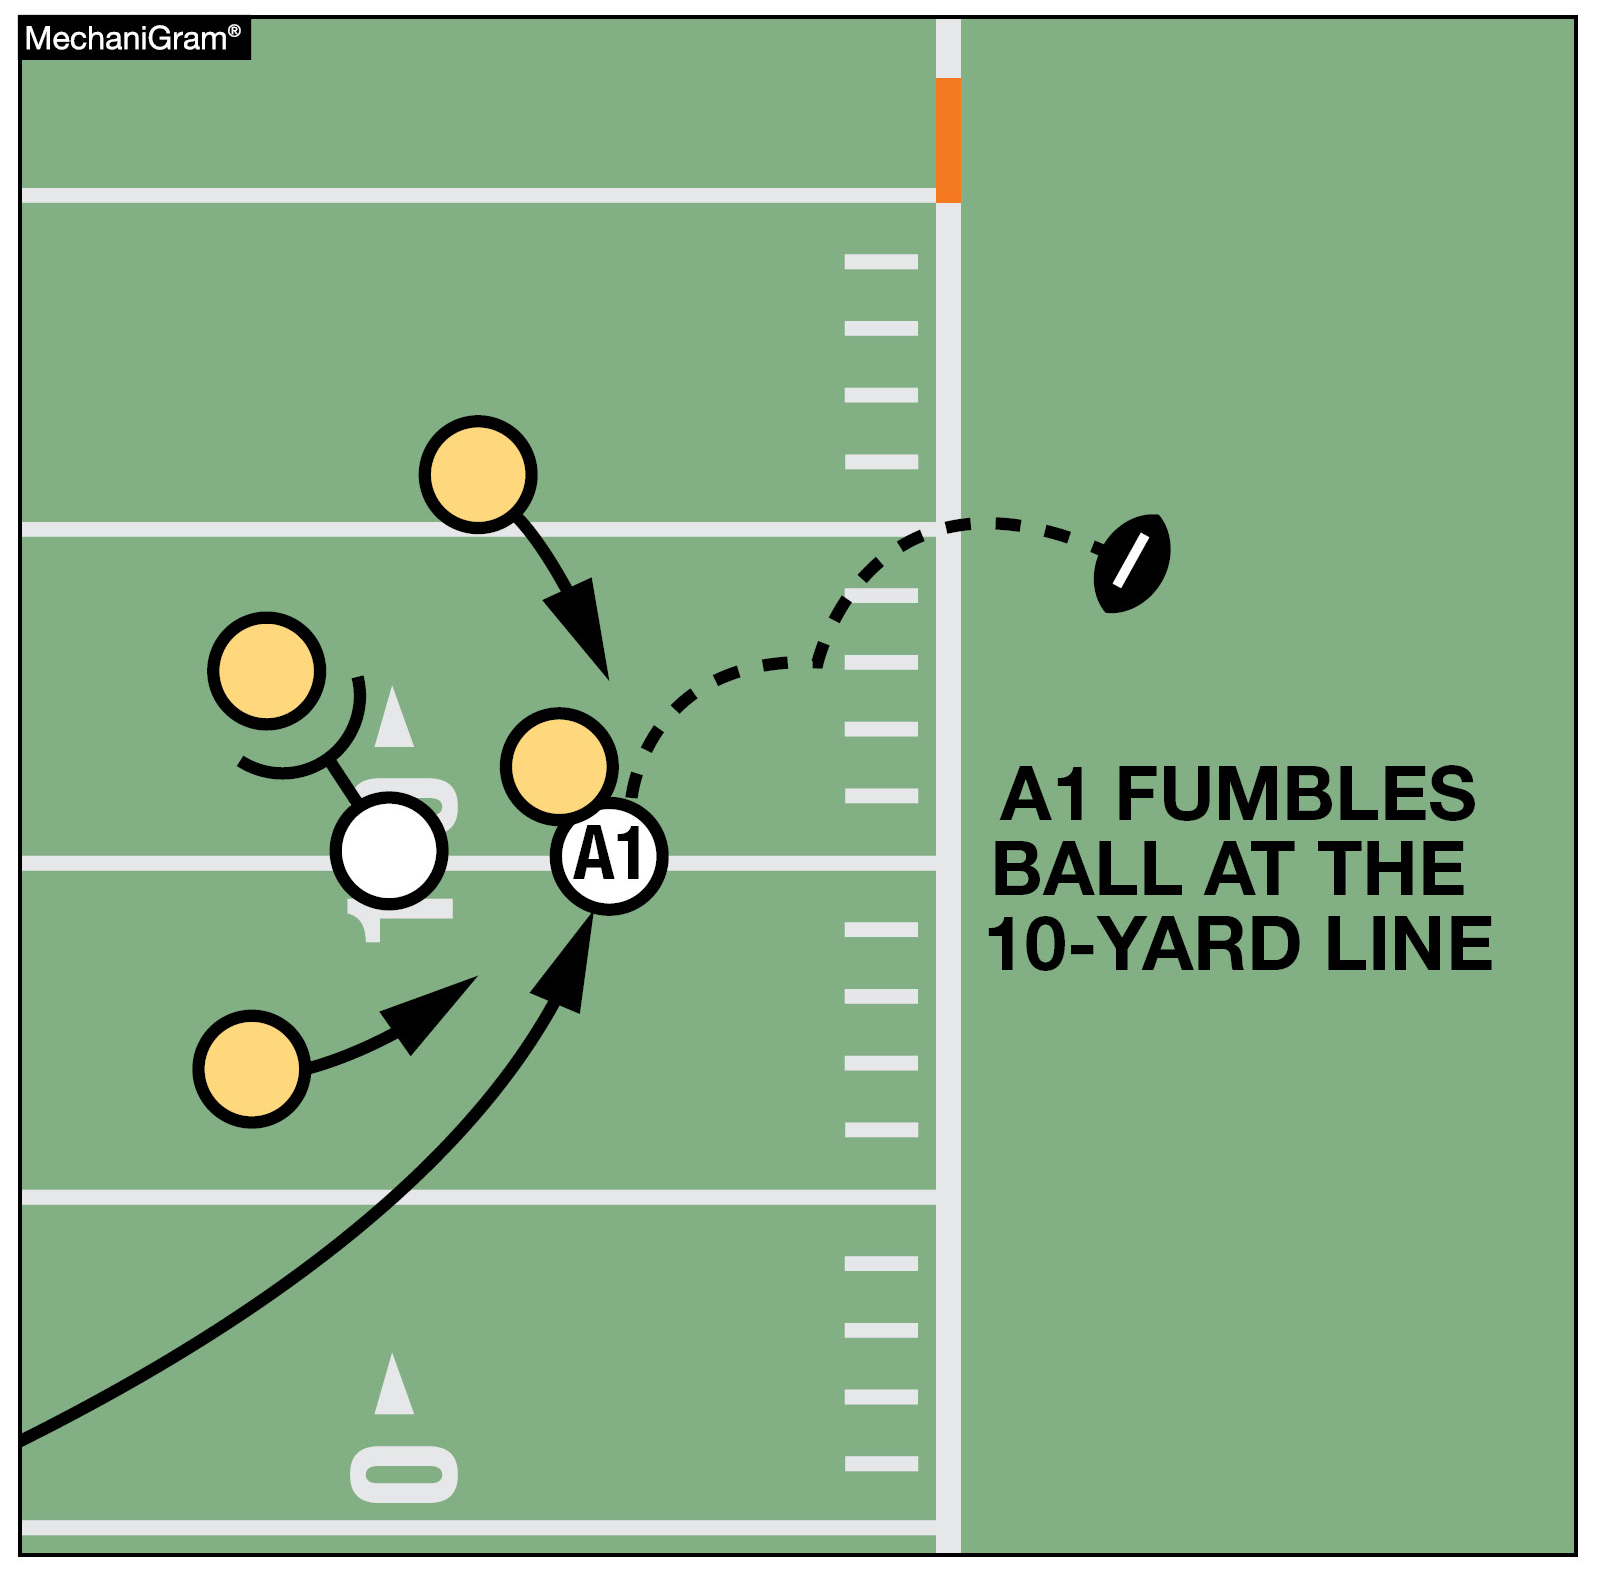 MechaniGram®
A1
A1 FUMBLES
BALL AT THE
10-YARD LINE
10
0